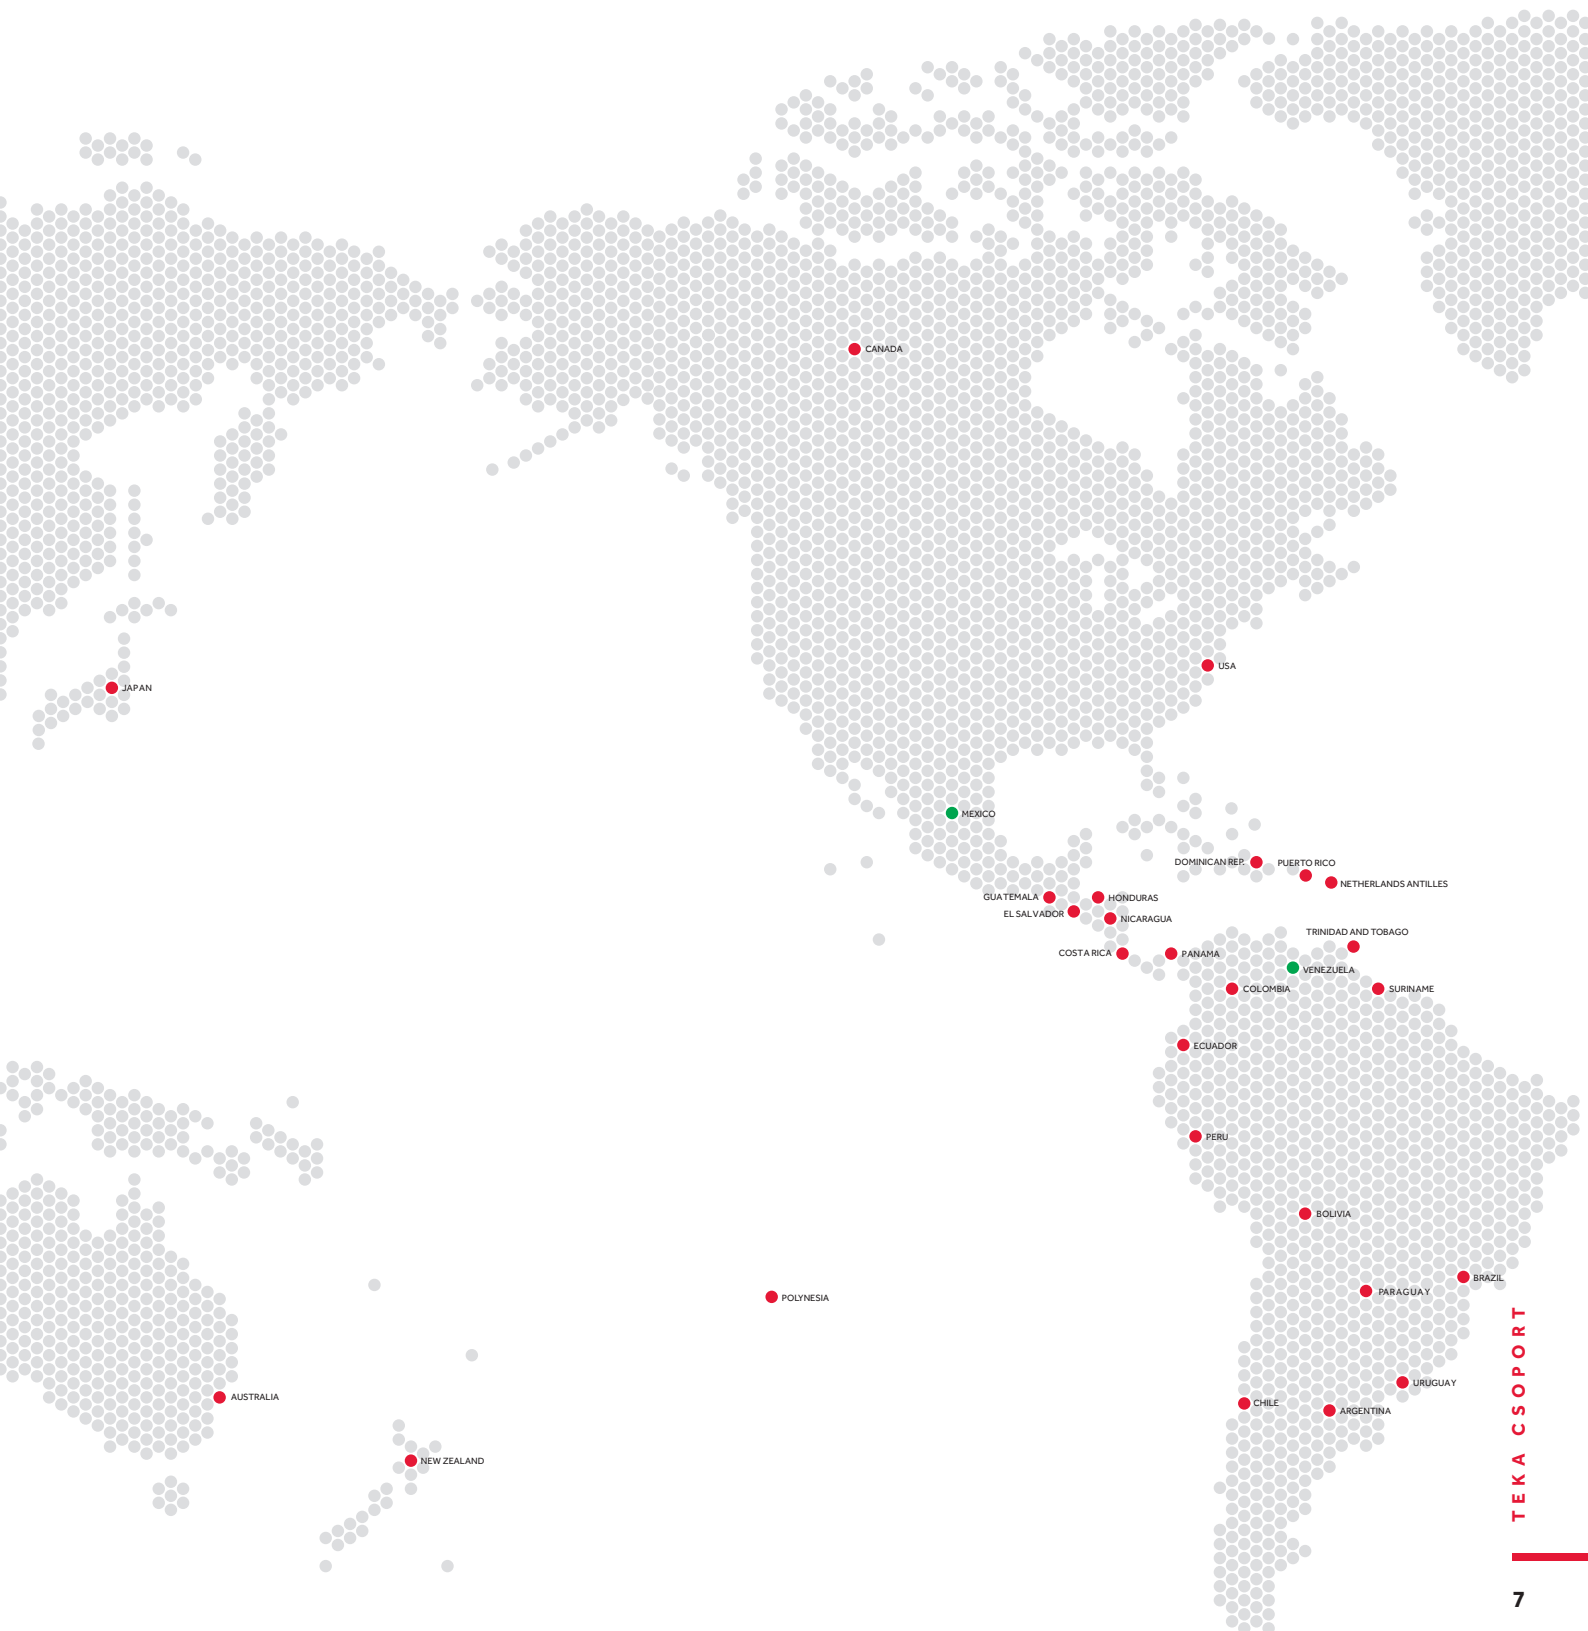 CANADA
USA
JAPAN
MEXICO
DOMINICAN REP.
PUERTO RICO
NETHERLANDS ANTILLES
GUATEMALA
HONDURAS
EL SALVADOR
NICARAGUA
TRINIDAD AND TOBAGO
COSTA RICA
PANAMA
VENEZUELA
COLOMBIA
SURINAME
ECUADOR
PERU
BOLIVIA
BRAZIL
PARAGUAY
POLYNESIA
URUGUAY
AUSTRALIA
CHILE
ARGENTINA
NEW ZEALAND
TEKA CSOPORT
7